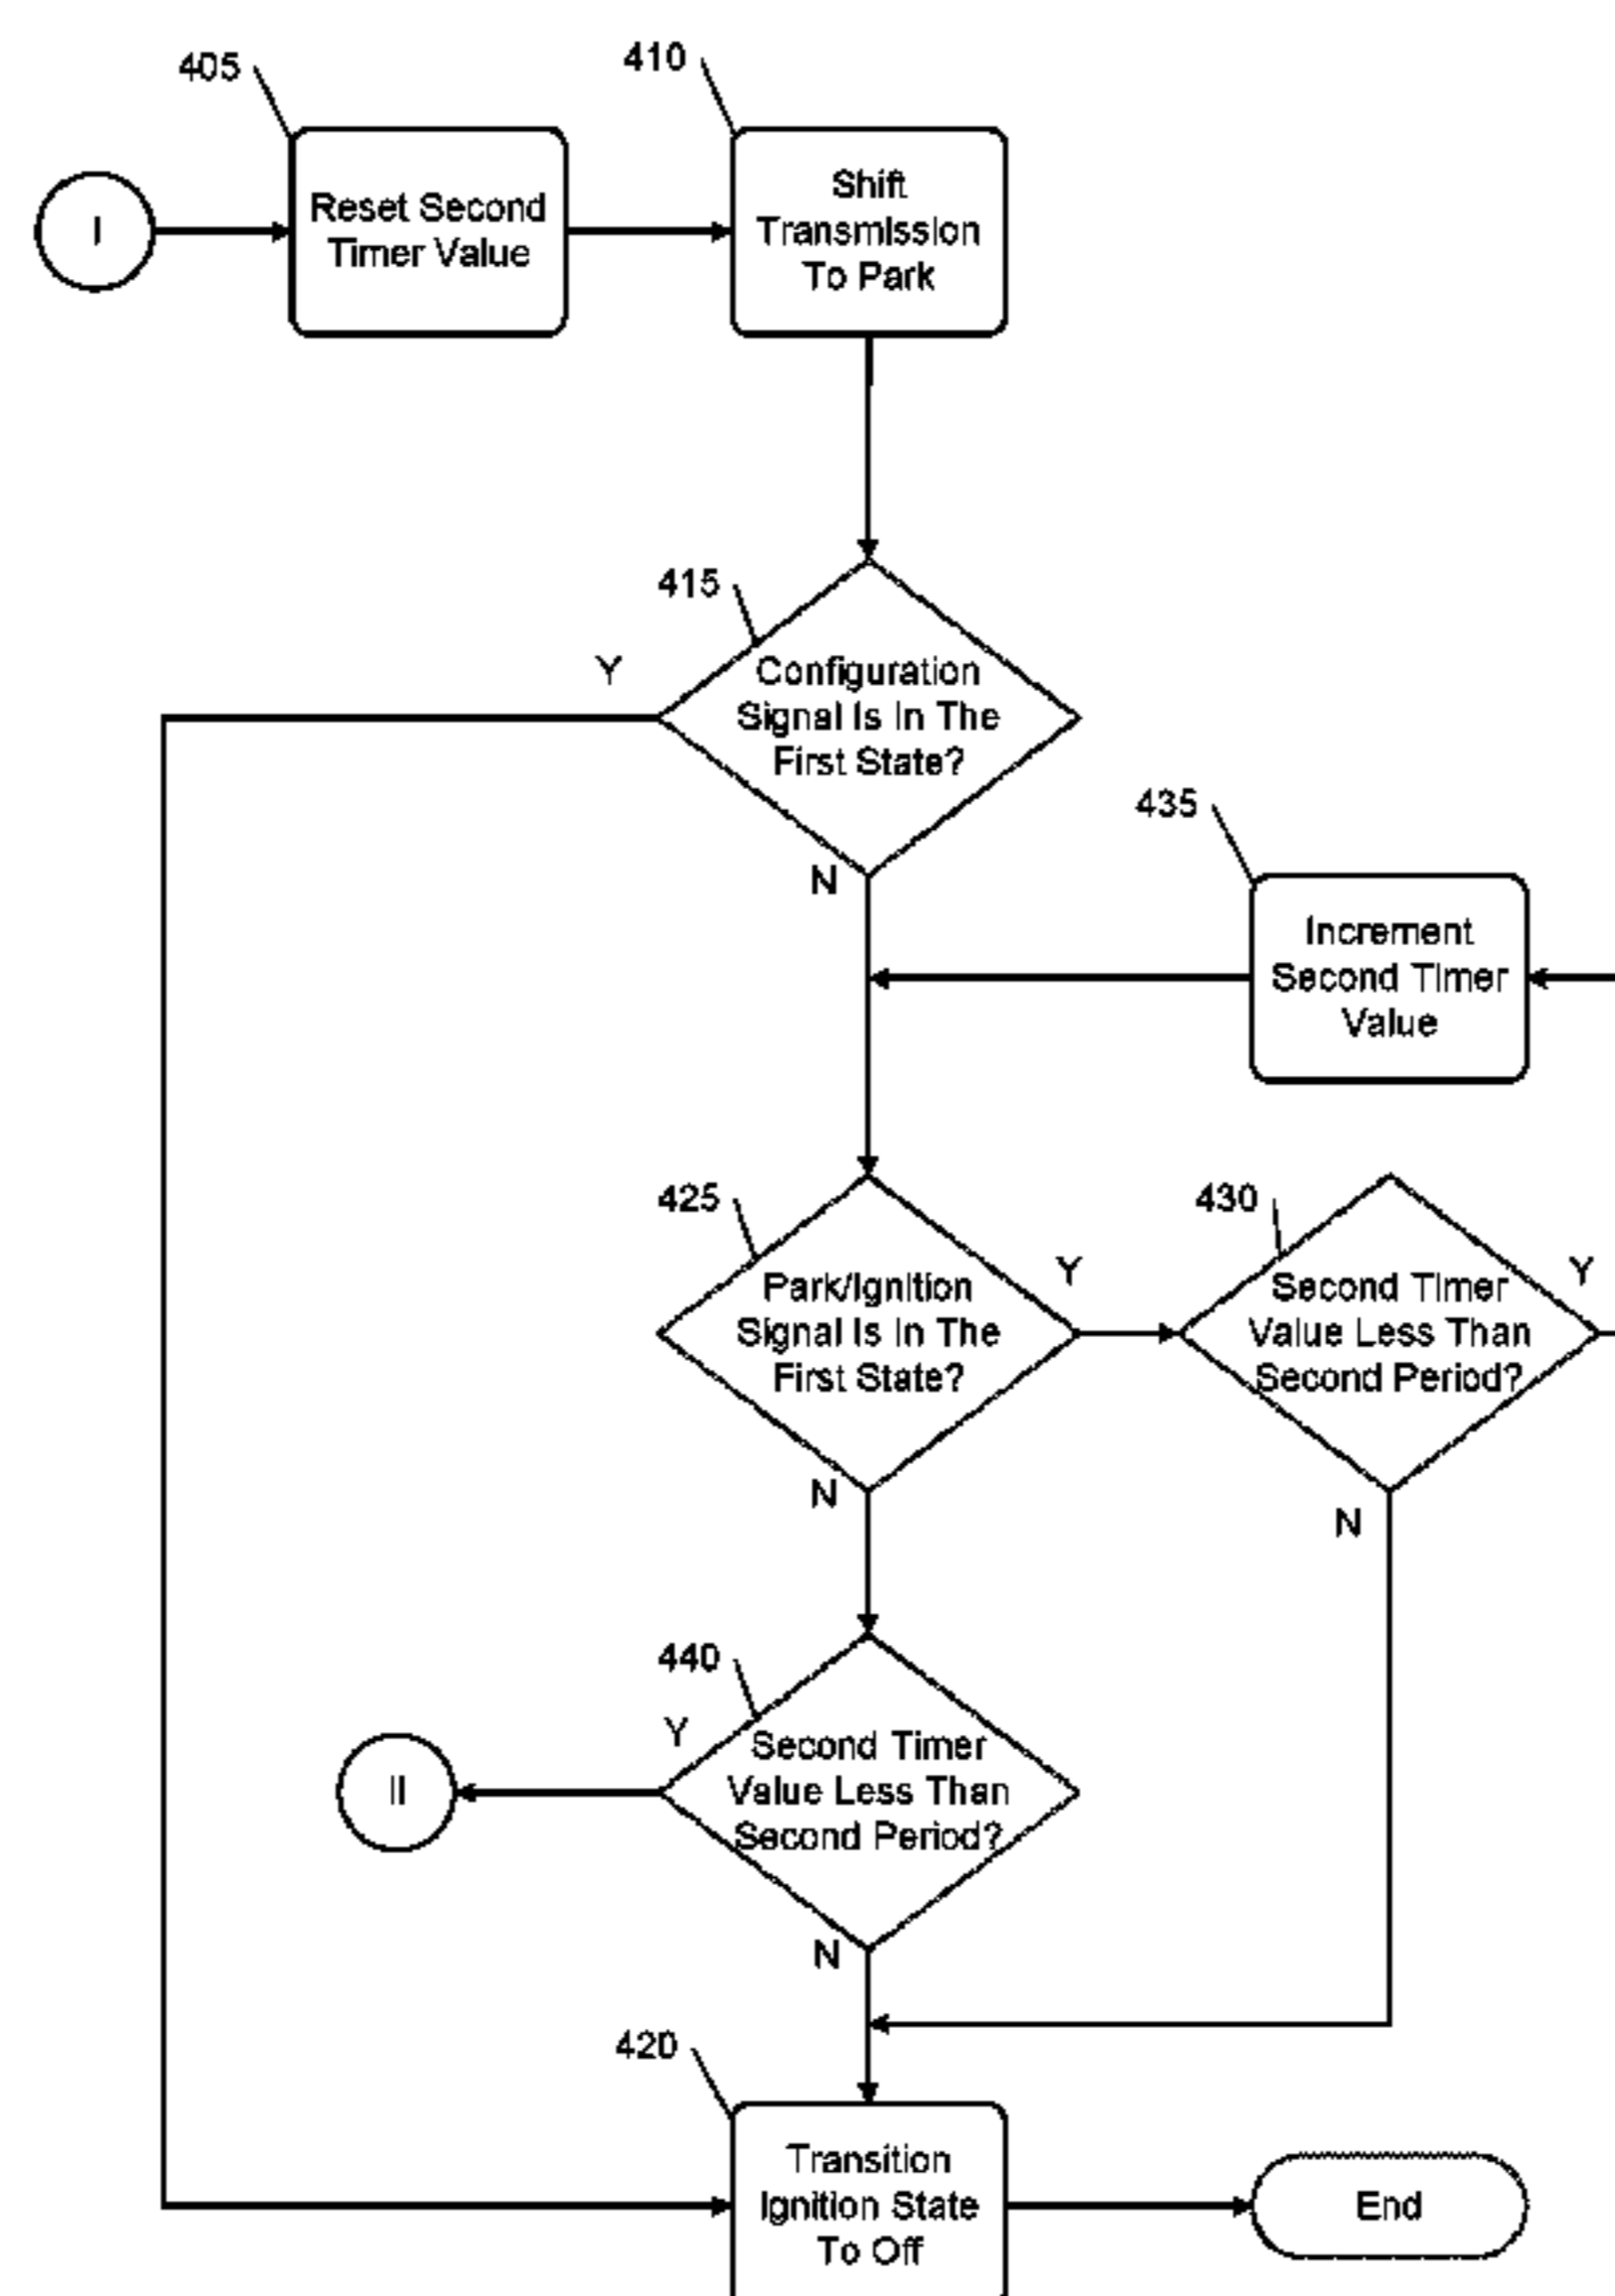 405
410
I
Reset Second
Timer Value
Shift
Transmission
To Park
415
Y
Configuration
Signal Is In The
First State?
N
435
Increment
Second Timer
Value
425
Park/Ignition
Signal Is In The
First State?
Y
N
430
Second Timer
Value Less Than
Second Period?
Y
N
440
Y
Second Timer
Value Less Than
Second Period?
N
II
420
Transition
Ignition State
To Off
End